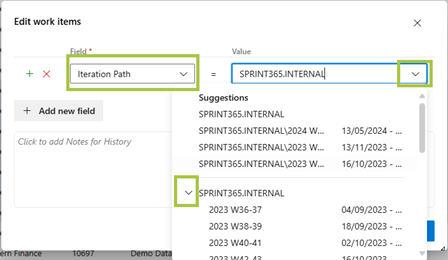 Edit work items
Field *
Value
Iteration Path
=
SPRINT365.INTERNAL
Suggestions
SPRINT365.INTERNAL
SPRINT365.INTERNAL\2024 W... 13/05/2024 - ...
SPRINT365.INTERNAL\2023 W... 13/11/2023 - ...
SPRINT365.INTERNAL\2023 W... 16/10/2023 - ...
SPRINT365.INTERNAL
2023 W36-37 04/09/2023 - ...
2023 W38-39 18/09/2023 - ...
2023 W40-41 02/10/2023 - ...
2023 W42-43 16/10/2023 - ...
+ Add new field
Click to add Notes for History
ern Finance 10697 Demo Data